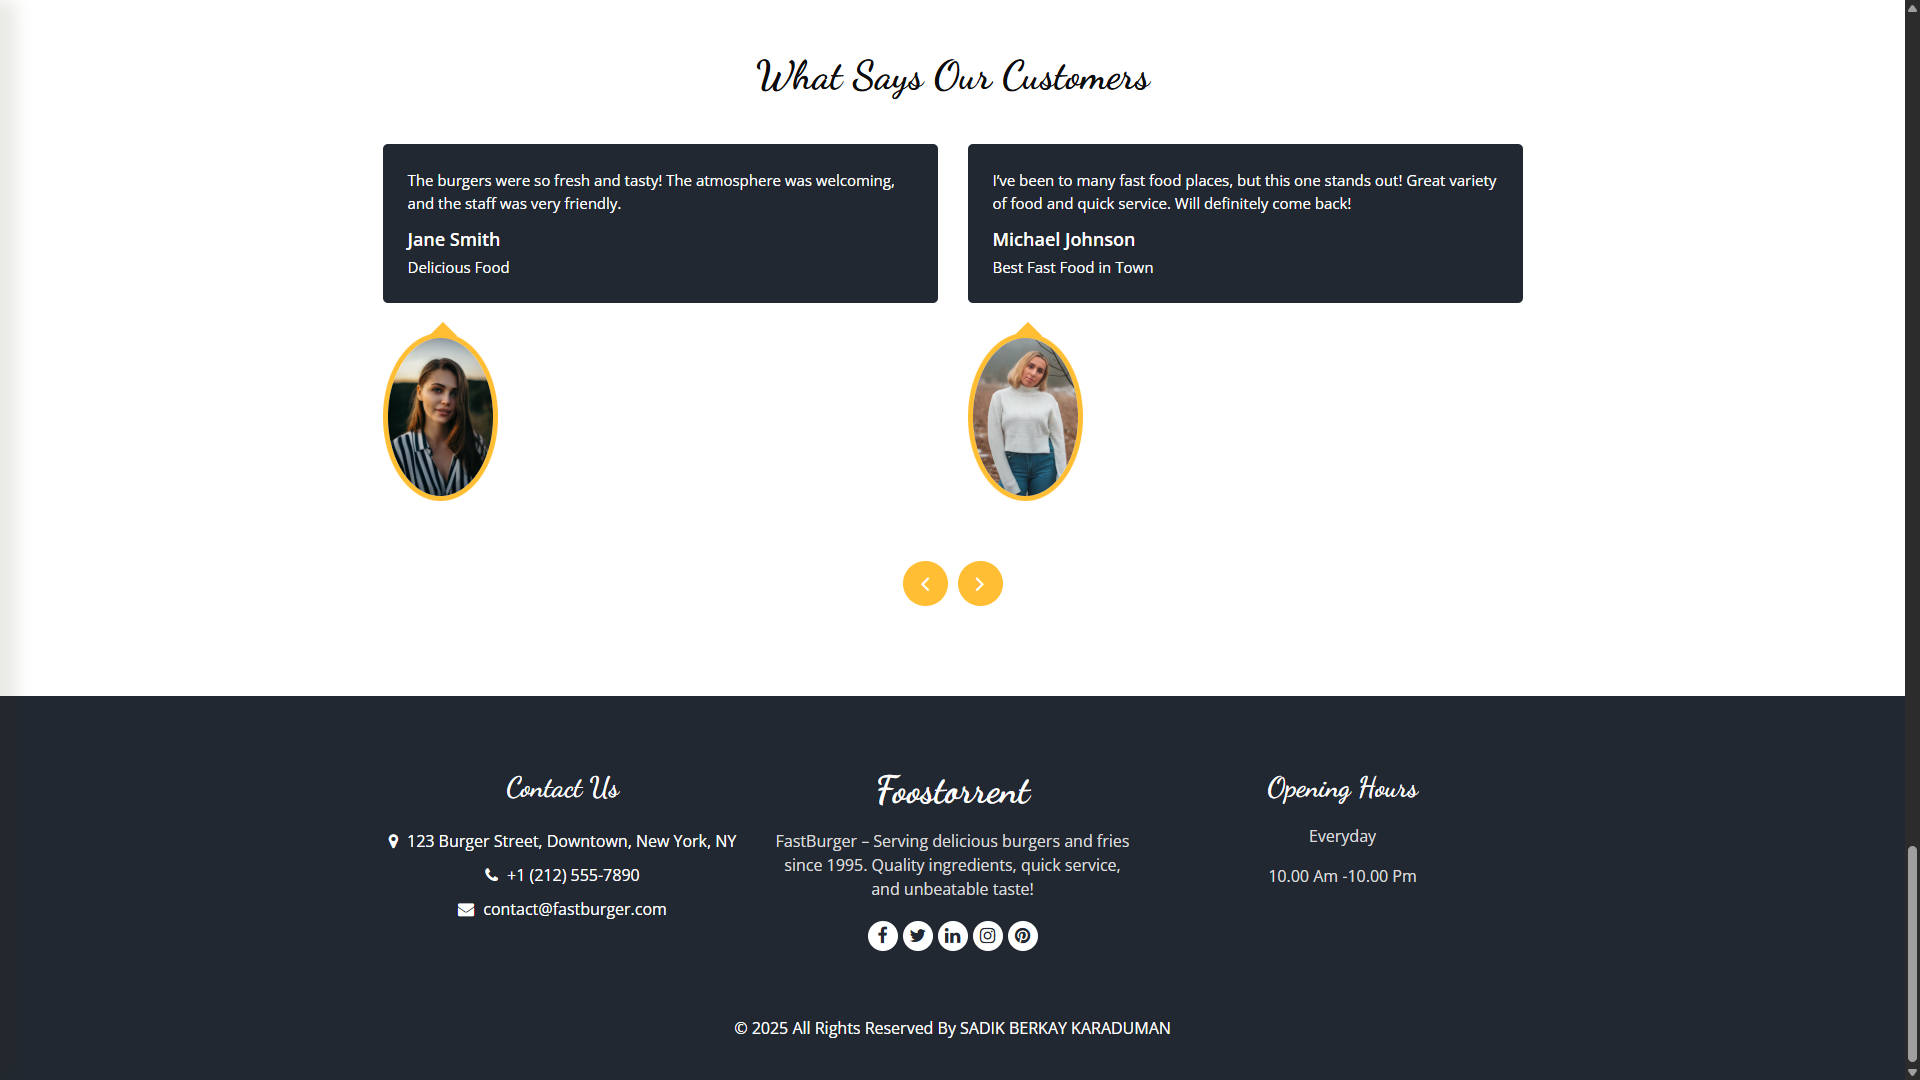 What Says Our Customers
The burgers were so fresh and tasty! The atmosphere was welcoming,
and the staff was very friendly.
Jane Smith
Delicious Food
I've been to many fast food places, but this one stands out! Great variety
of food and quick service. Will definitely come back!
Michael Johnson
Best Fast Food in Town
Contact Us
123 Burger Street, Downtown, New York, NY
+1 (212) 555-7890
contact@fastburger.com
Foostorrent
FastBurger – Serving delicious burgers and fries
since 1995. Quality ingredients, quick service,
and unbeatable taste!
Opening Hours
Everyday
10.00 Am -10.00 Pm
© 2025 All Rights Reserved By SADIK BERKAY KARADUMAN